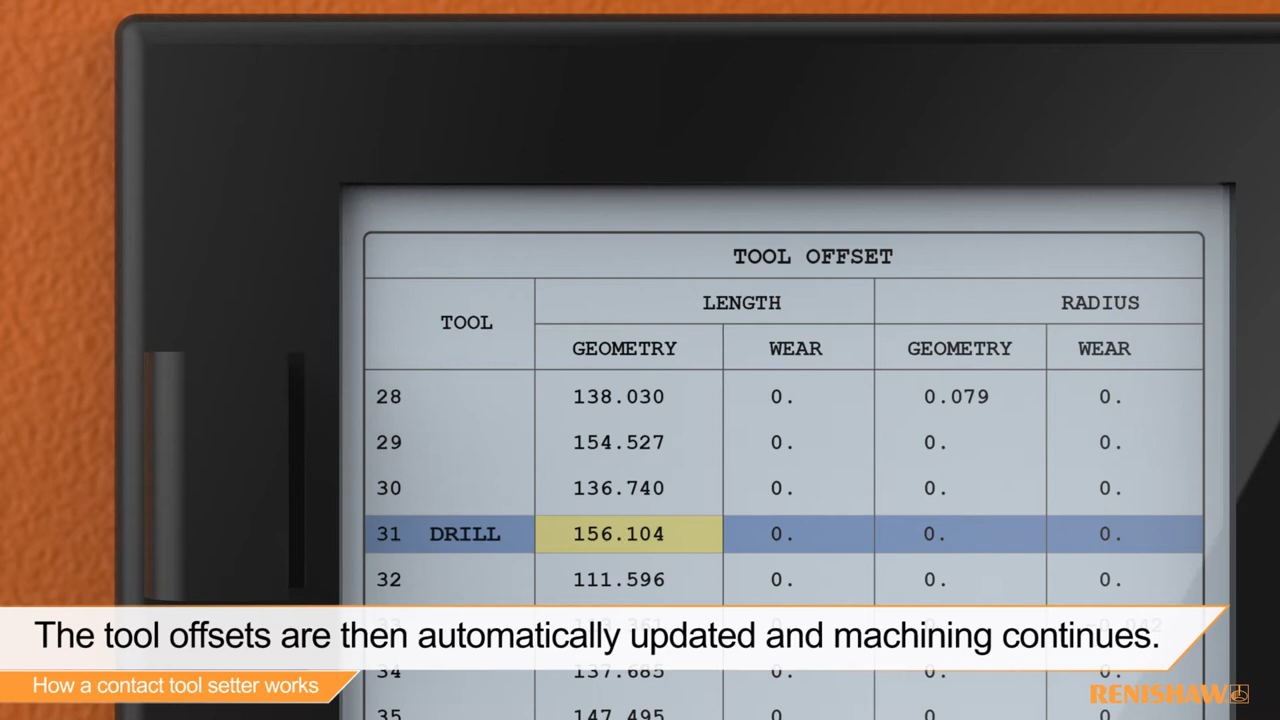 TOOL OFFSET
LENGTH RADIUS
TOOL
GEOMETRY WEAR GEOMETRY WEAR
28 138.030 0. 0.079 0.
29 154.527 0. 0. 0.
30 136.740 0. 0. 0.
31 DRILL 156.104 0. 0. 0.
32 111.596 0. 0. 0.
The tool offsets are then automatically updated and machining continues.
34 137.685 0. 0. 0.
How a contact tool setter works
RENISHAW
35 147.495